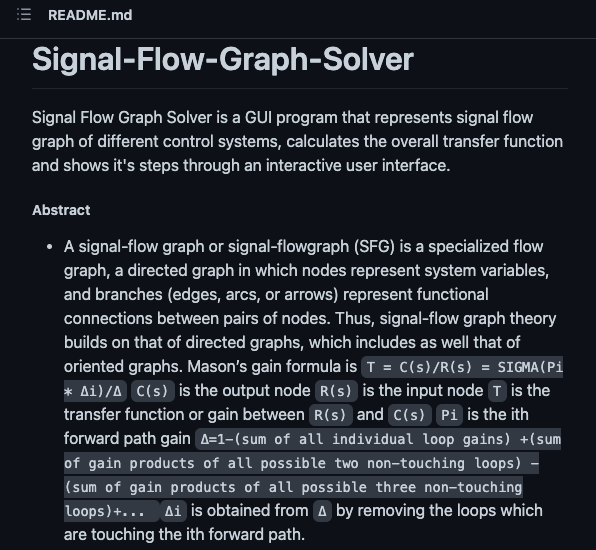 README.md
Signal-Flow-Graph-Solver
Signal Flow Graph Solver is a GUI program that represents signal flow
graph of different control systems, calculates the overall transfer function
and shows it's steps through an interactive user interface.
Abstract
• A signal-flow graph or signal-flowgraph (SFG) is a specialized flow
graph, a directed graph in which nodes represent system variables,
and branches (edges, arcs, or arrows) represent functional
connections between pairs of nodes. Thus, signal-flow graph theory
builds on that of directed graphs, which includes as well that of
oriented graphs. Mason's gain formula is T = C(s)/R(s) = SIGMA(Pi
* Δi)/Δ C(s) is the output node R(s) is the input node T is the
transfer function or gain between R(s) and C(s) Pi is the ith
forward path gain Δ=1-(sum of all individual loop gains) +(sum
of gain products of all possible two non-touching loops) -
(sum of gain products of all possible three non-touching
loops)+... Δi is obtained from Δ by removing the loops which
are touching the ith forward path.